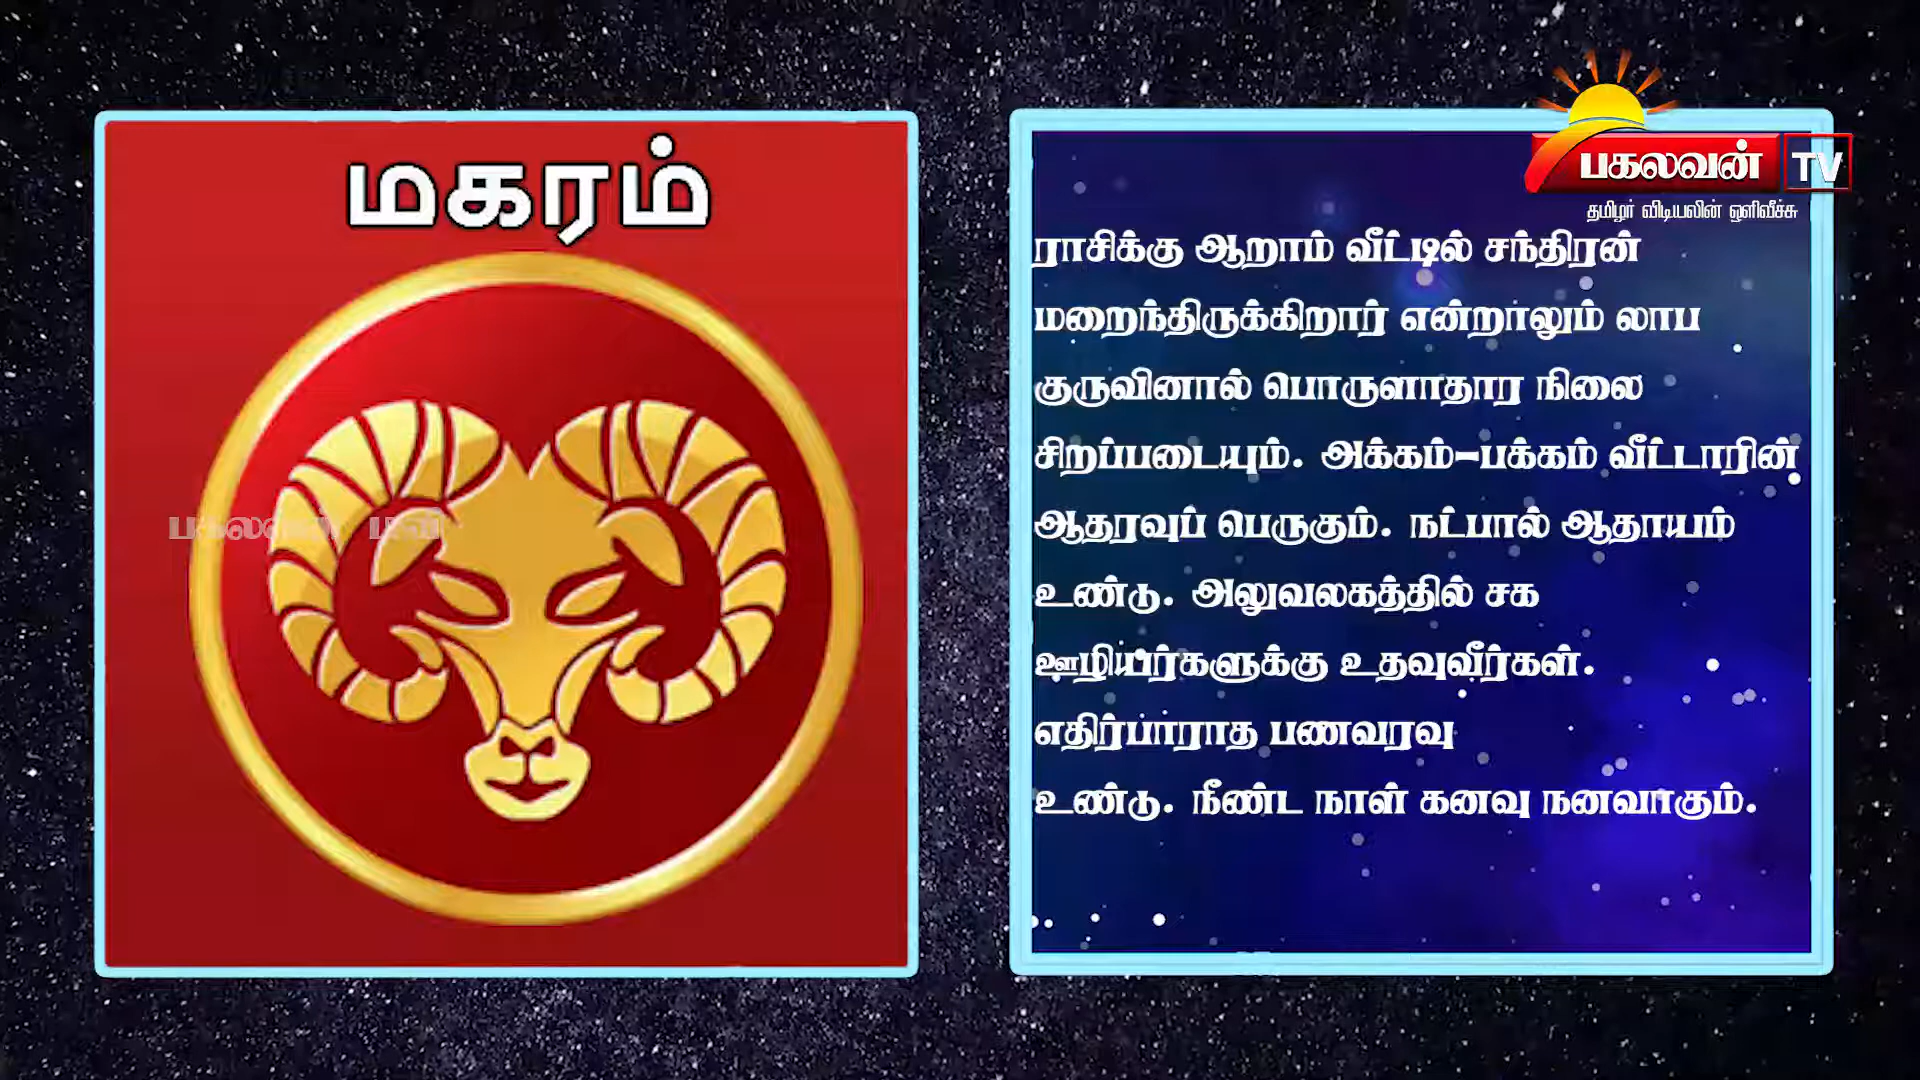 மகரம்
பகலவன்
பகலவன் TV
தமிழர் விடியலின் ஒளிவீச்சு
ராசிக்கு ஆறாம் வீட்டில் சந்திரன்
மறைந்திருக்கிறார் என்றாலும் லாப
குருவினால் பொருளாதார நிலை
சிறப்படையும். அக்கம்-பக்கம் வீட்டாரின்
ஆதரவுப் பெருகும். நட்பால் ஆதாயம்
உண்டு. அலுவலகத்தில் சக
ஊழியர்களுக்கு உதவுவீர்கள்.
எதிர்பாராத பணவரவு
உண்டு. நீண்ட நாள் கனவு நனவாகும்.